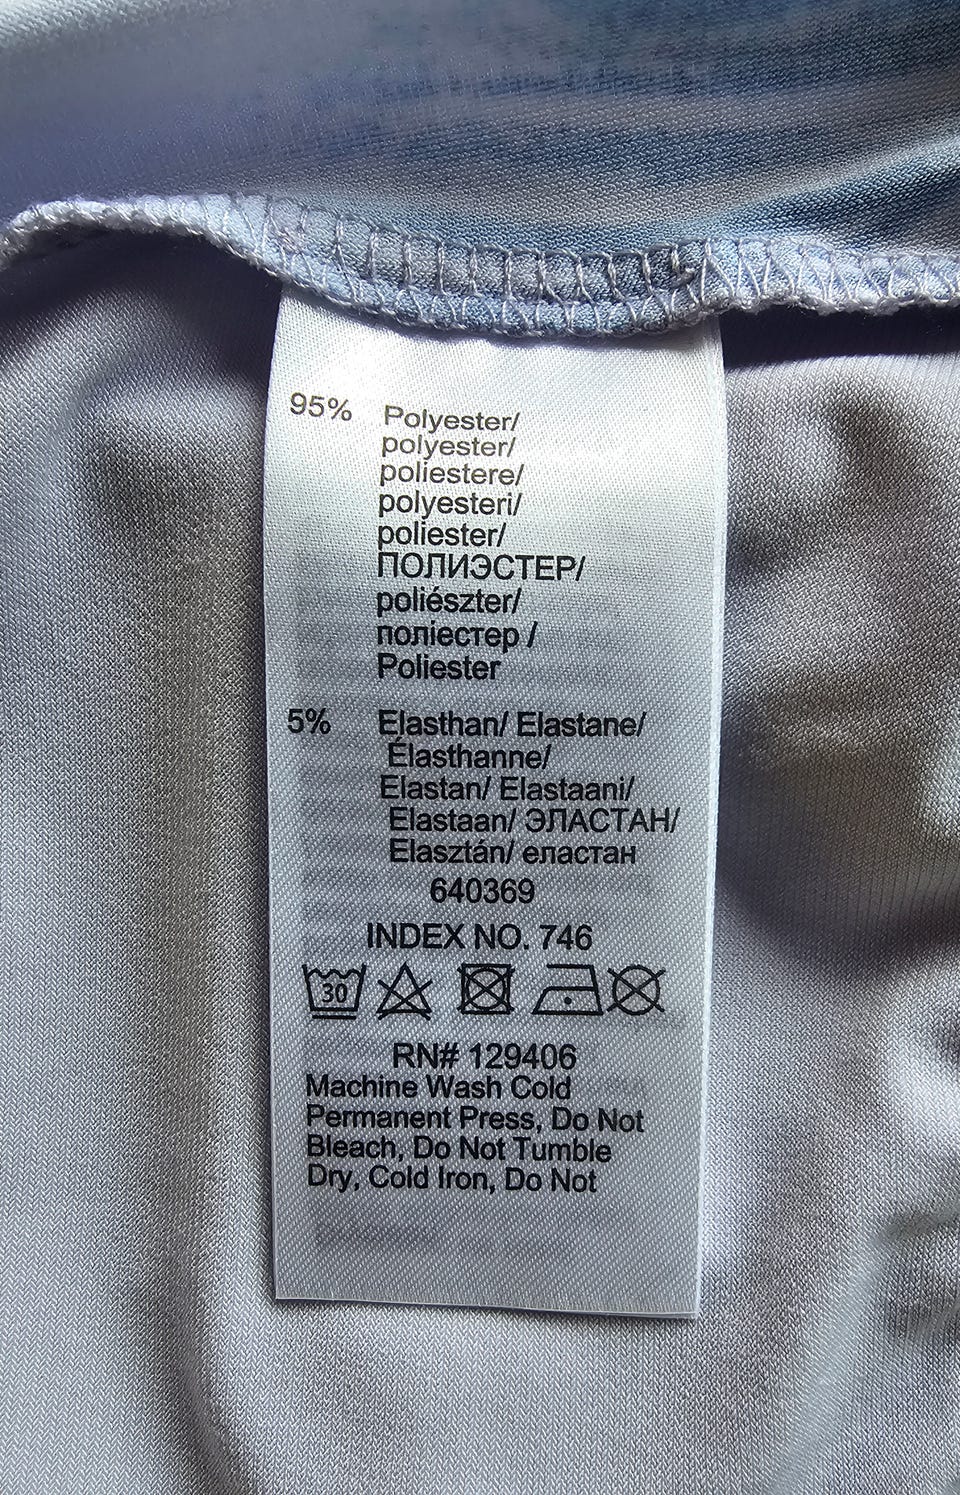 95% Polyester/
polyester/
poliestere/
polyesteri/
poliester/
ПОЛИЭСТЕР/
poliészter/
поліестер /
Poliester
5% Elasthan/ Elastane/
Élasthanne/
Elastan/ Elastaani/
Elastaan/ ЭЛАСТАН/
Elasztán/ еластан
640369
INDEX NO. 746
30
RN# 129406
Machine Wash Cold
Permanent Press, Do Not
Bleach, Do Not Tumble
Dry, Cold Iron, Do Not